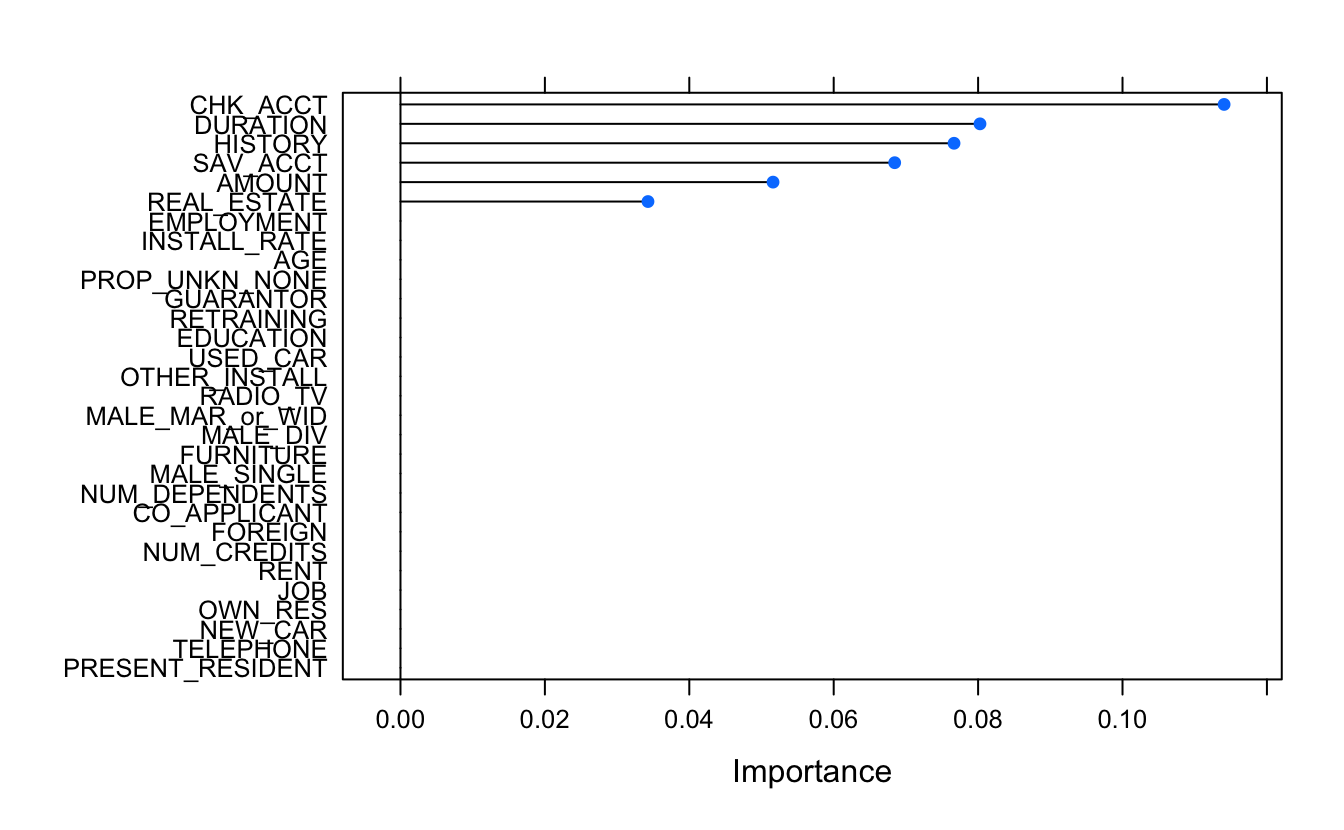 CHK_ACCT
DURATION
HISTORY
SAV_ACCT
AMOUNT
REAL_ESTATE
EMPLOYMENT
INSTALL_RATE
AGE
PROP_UNKN_NONE
GUARANTOR
RETRAINING
EDUCATION
USED_CAR
OTHER_INSTALL
RADIO_TV
MALE_MAR_or_WID
MALE_DIV
FURNITURE
MALE_SINGLE
NUM_DEPENDENTS
CO_APPLICANT
FOREIGN
NUM_CREDITS
RENT
JOB
OWN_RES
NEW_CAR
TELEPHONE
PRESENT_RESIDENT
0.00 0.02 0.04 0.06 0.08 0.10
Importance